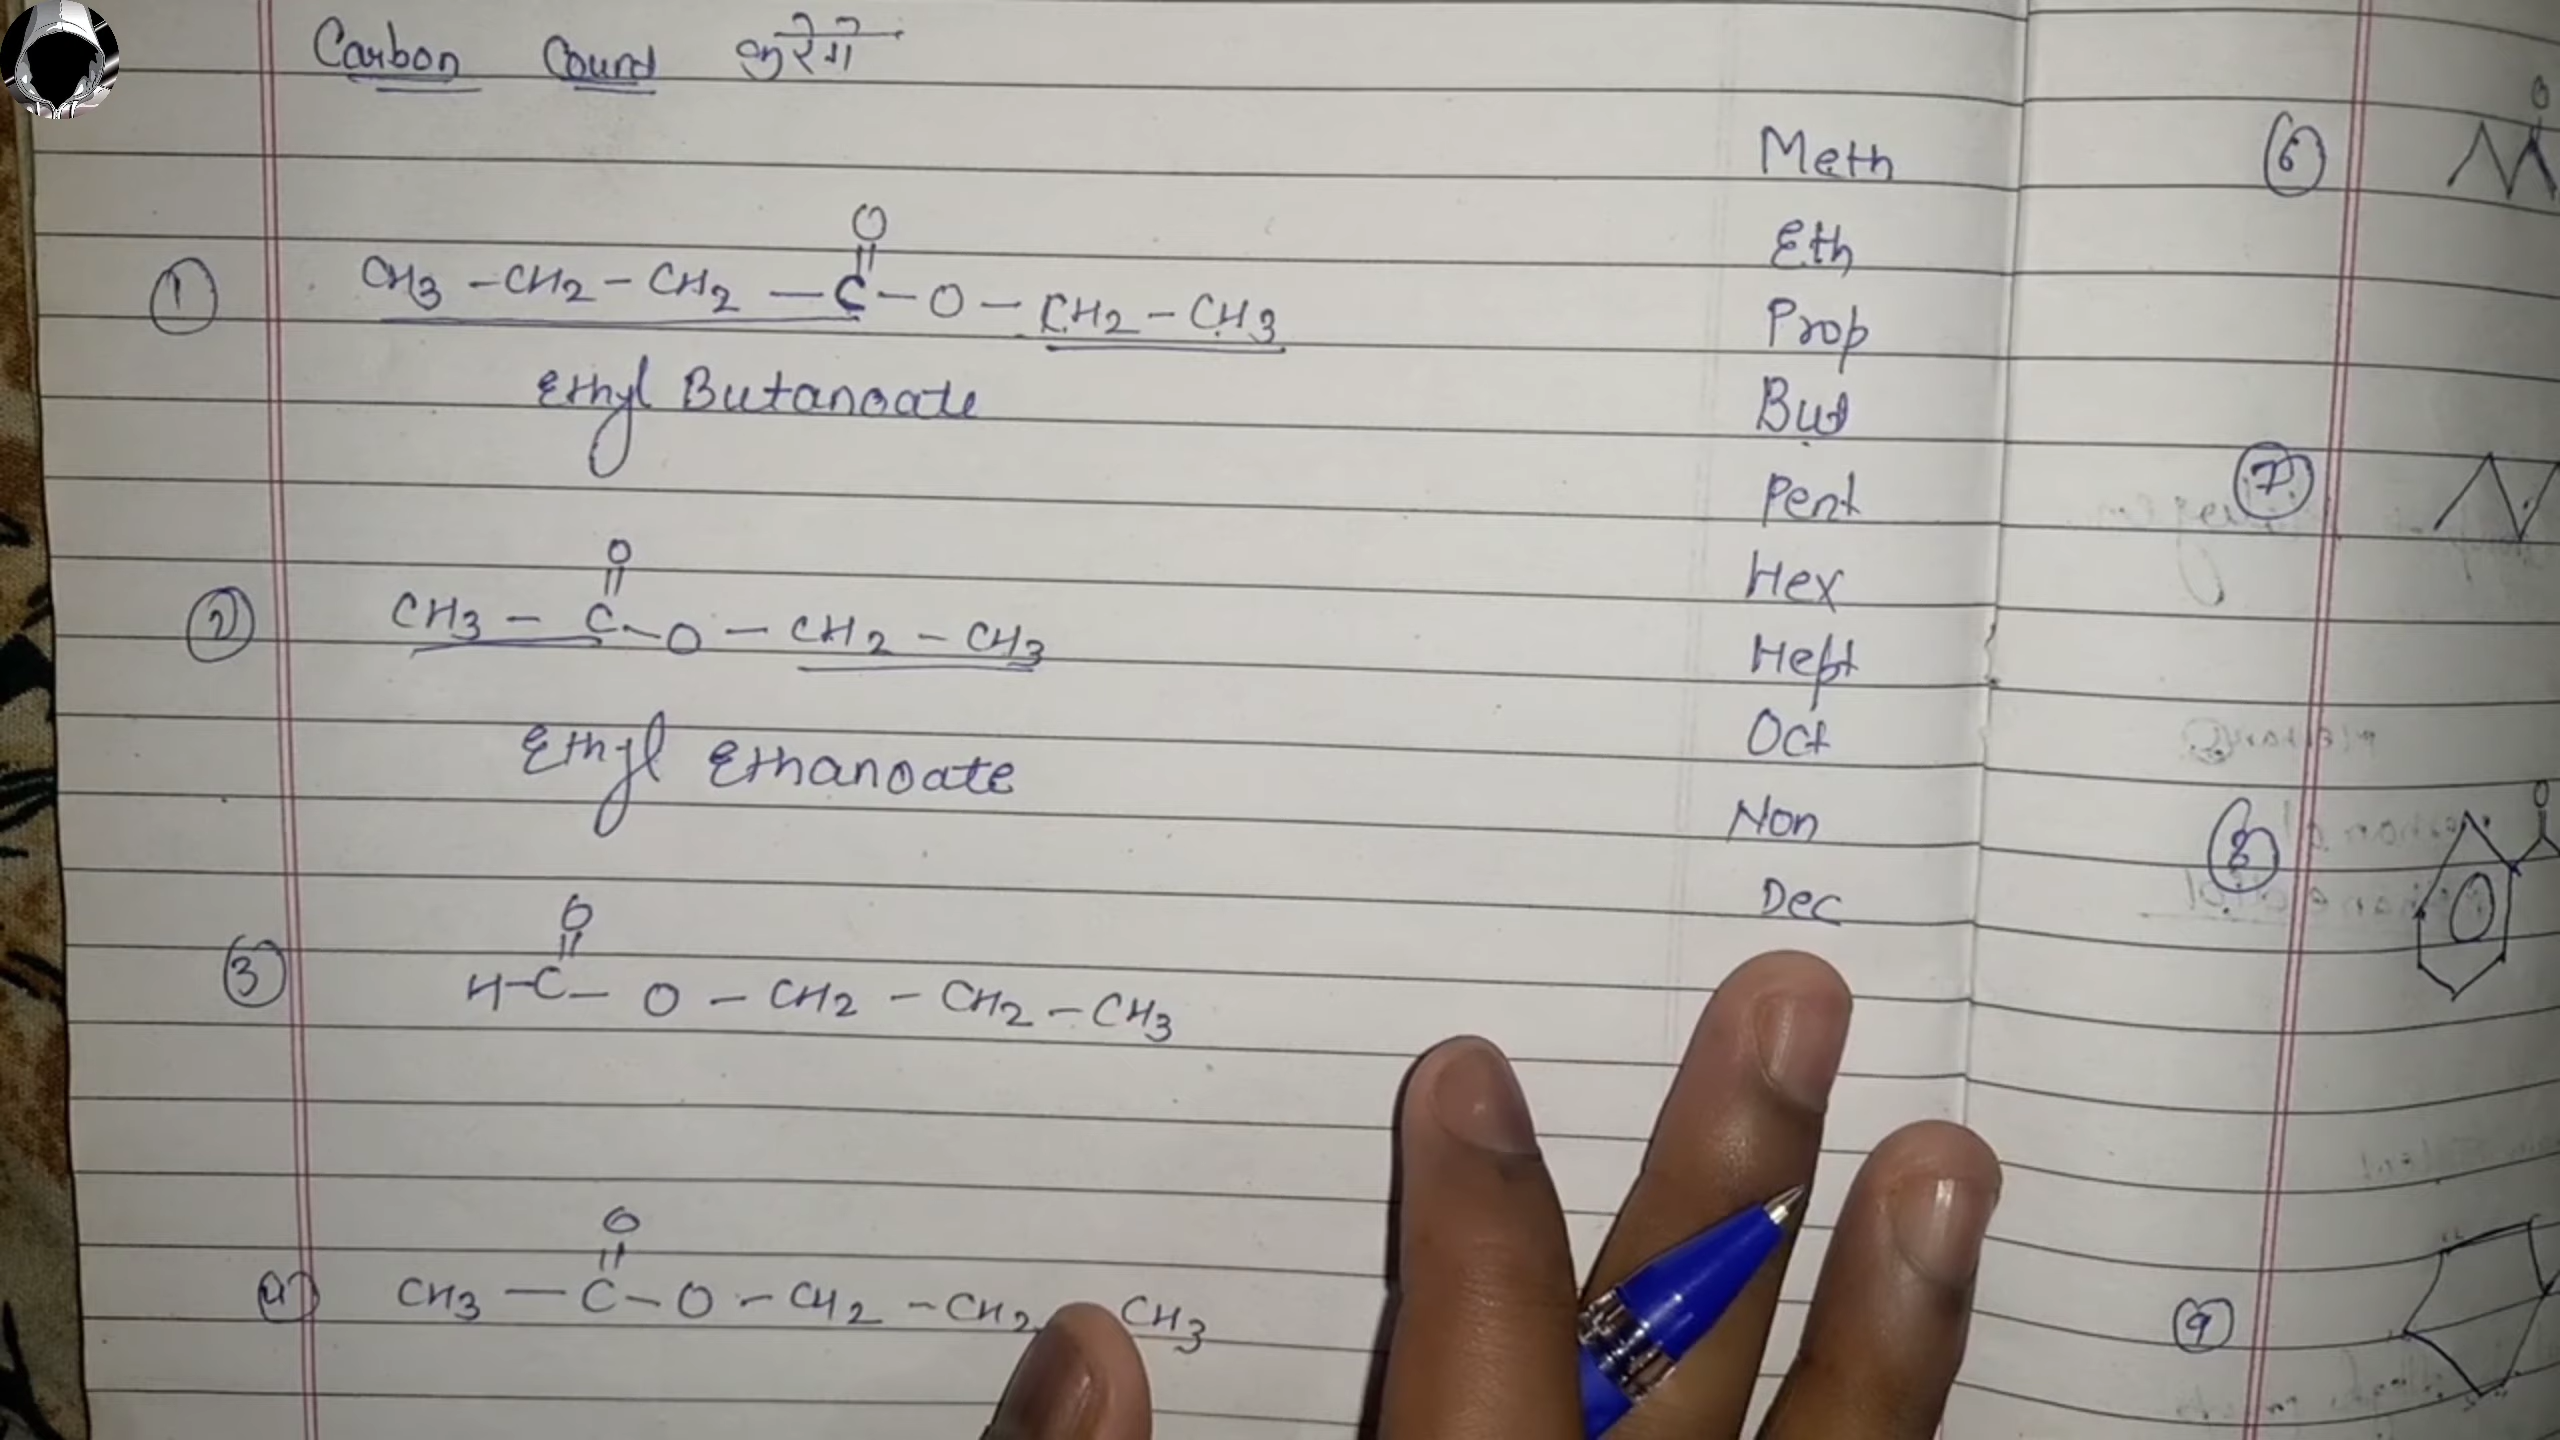 Carbon Cound करेंगे
O
① CH3 - CH2 - CH2 - C - O - CH2 - CH3
Ethyl Butanoate
O
② CH3 - C - O - CH2 - CH3
Ethyl Ethanoate
O
③ H-C - O - CH2 - CH2 - CH3
O
④ CH3 - C - O - CH2 - CH2 CH3
Meth
Eth
Prop
But
Pent
Hex
Hept
Oct
Non
Dec
⑥ O
⑦
⑧ O
⑨